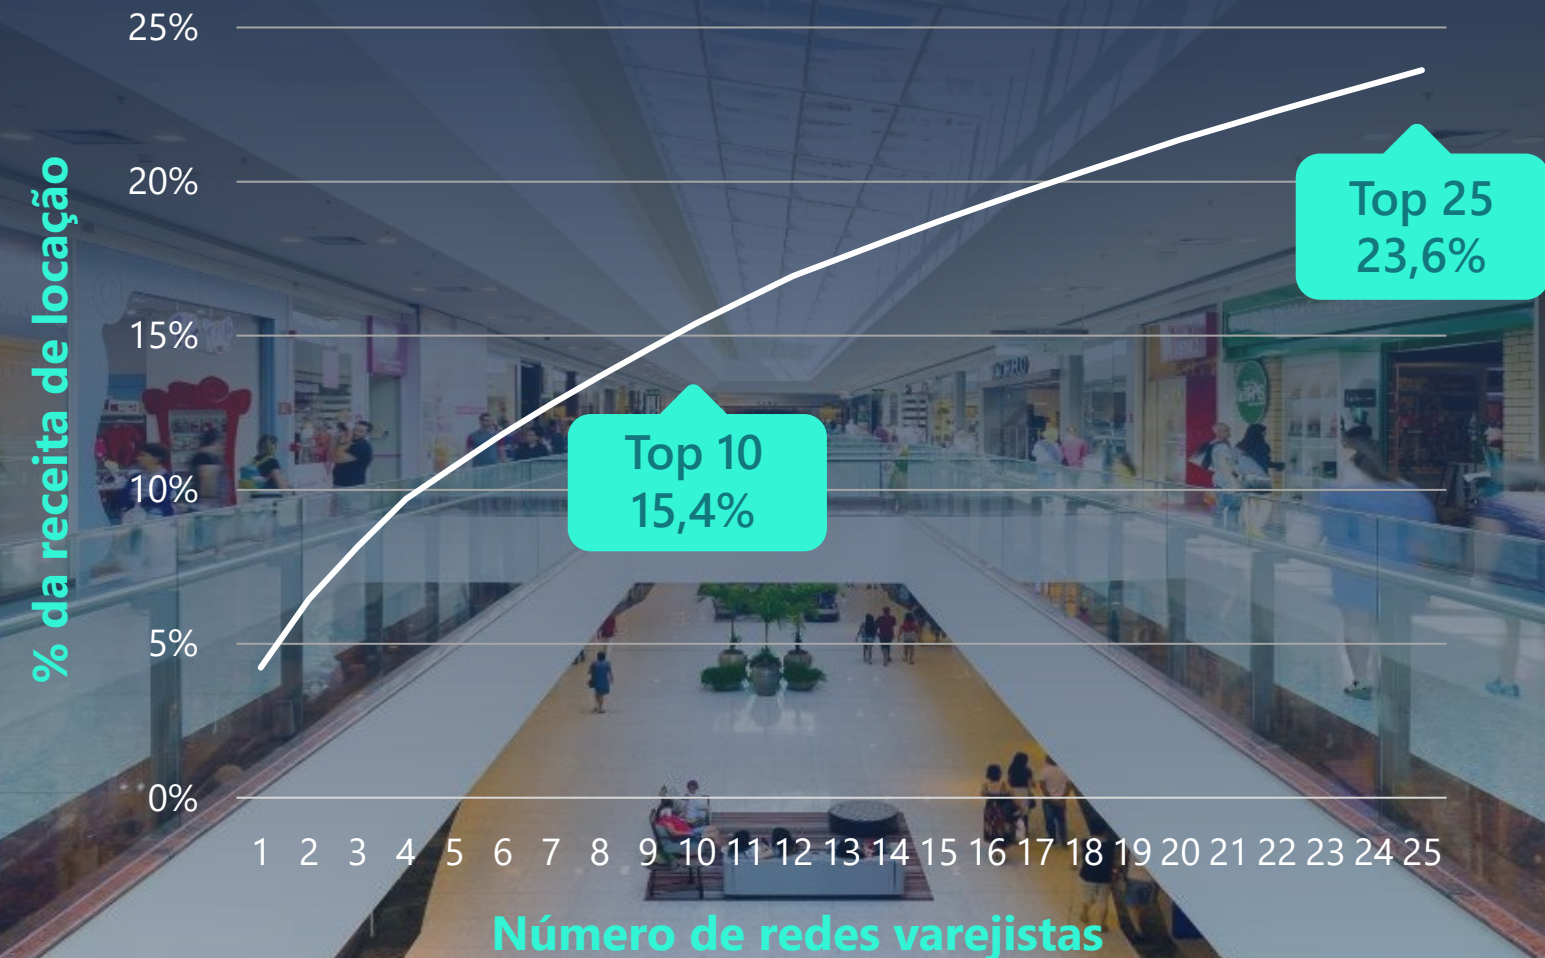 25%
20%
15%
10%
5%
0%
% da receita de locação
Top 25
23,6%
Top 10
15,4%
1 2 3 4 5 6 7 8 9 10 11 12 13 14 15 16 17 18 19 20 21 22 23 24 25
Número de redes varejistas